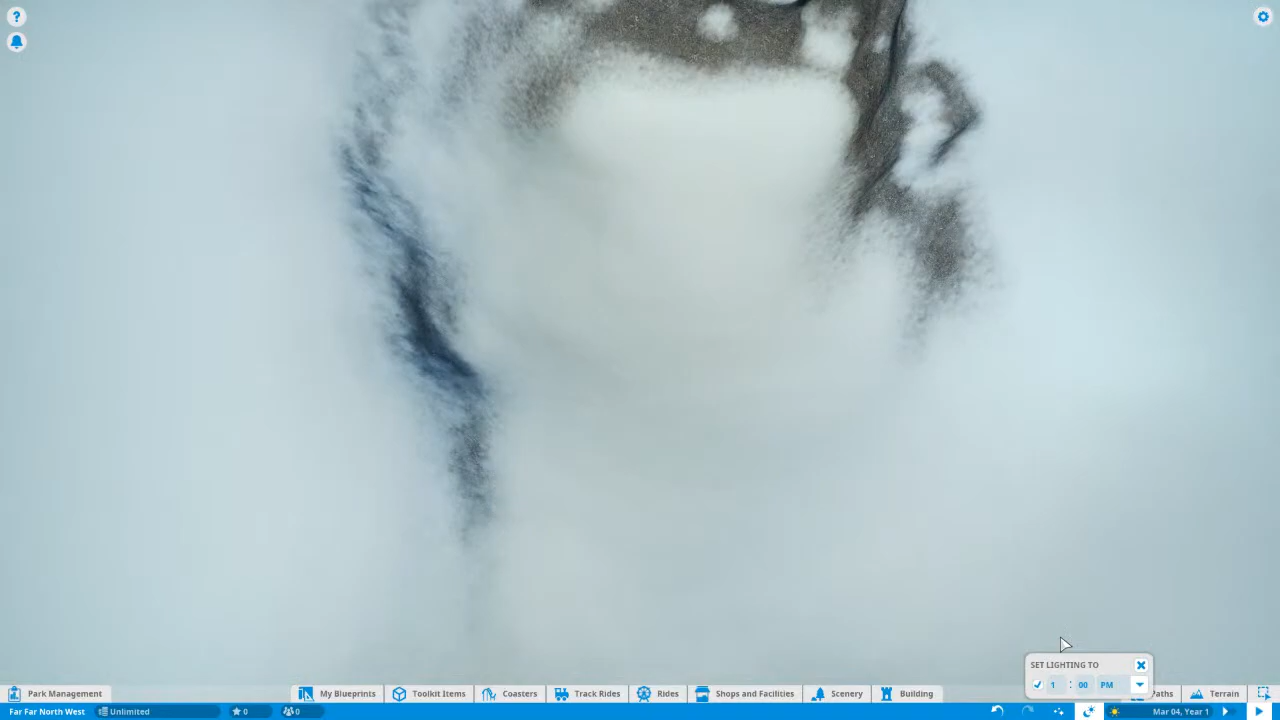 ?
SET LIGHTING TO
1 : 00 PM
Park Management
My Blueprints
Toolkit Items
Coasters
Track Rides
Rides
Shops and Facilities
Scenery
Building
Paths
Terrain
Far Far North West
Unlimited
0
0
Mar 04, Year 1